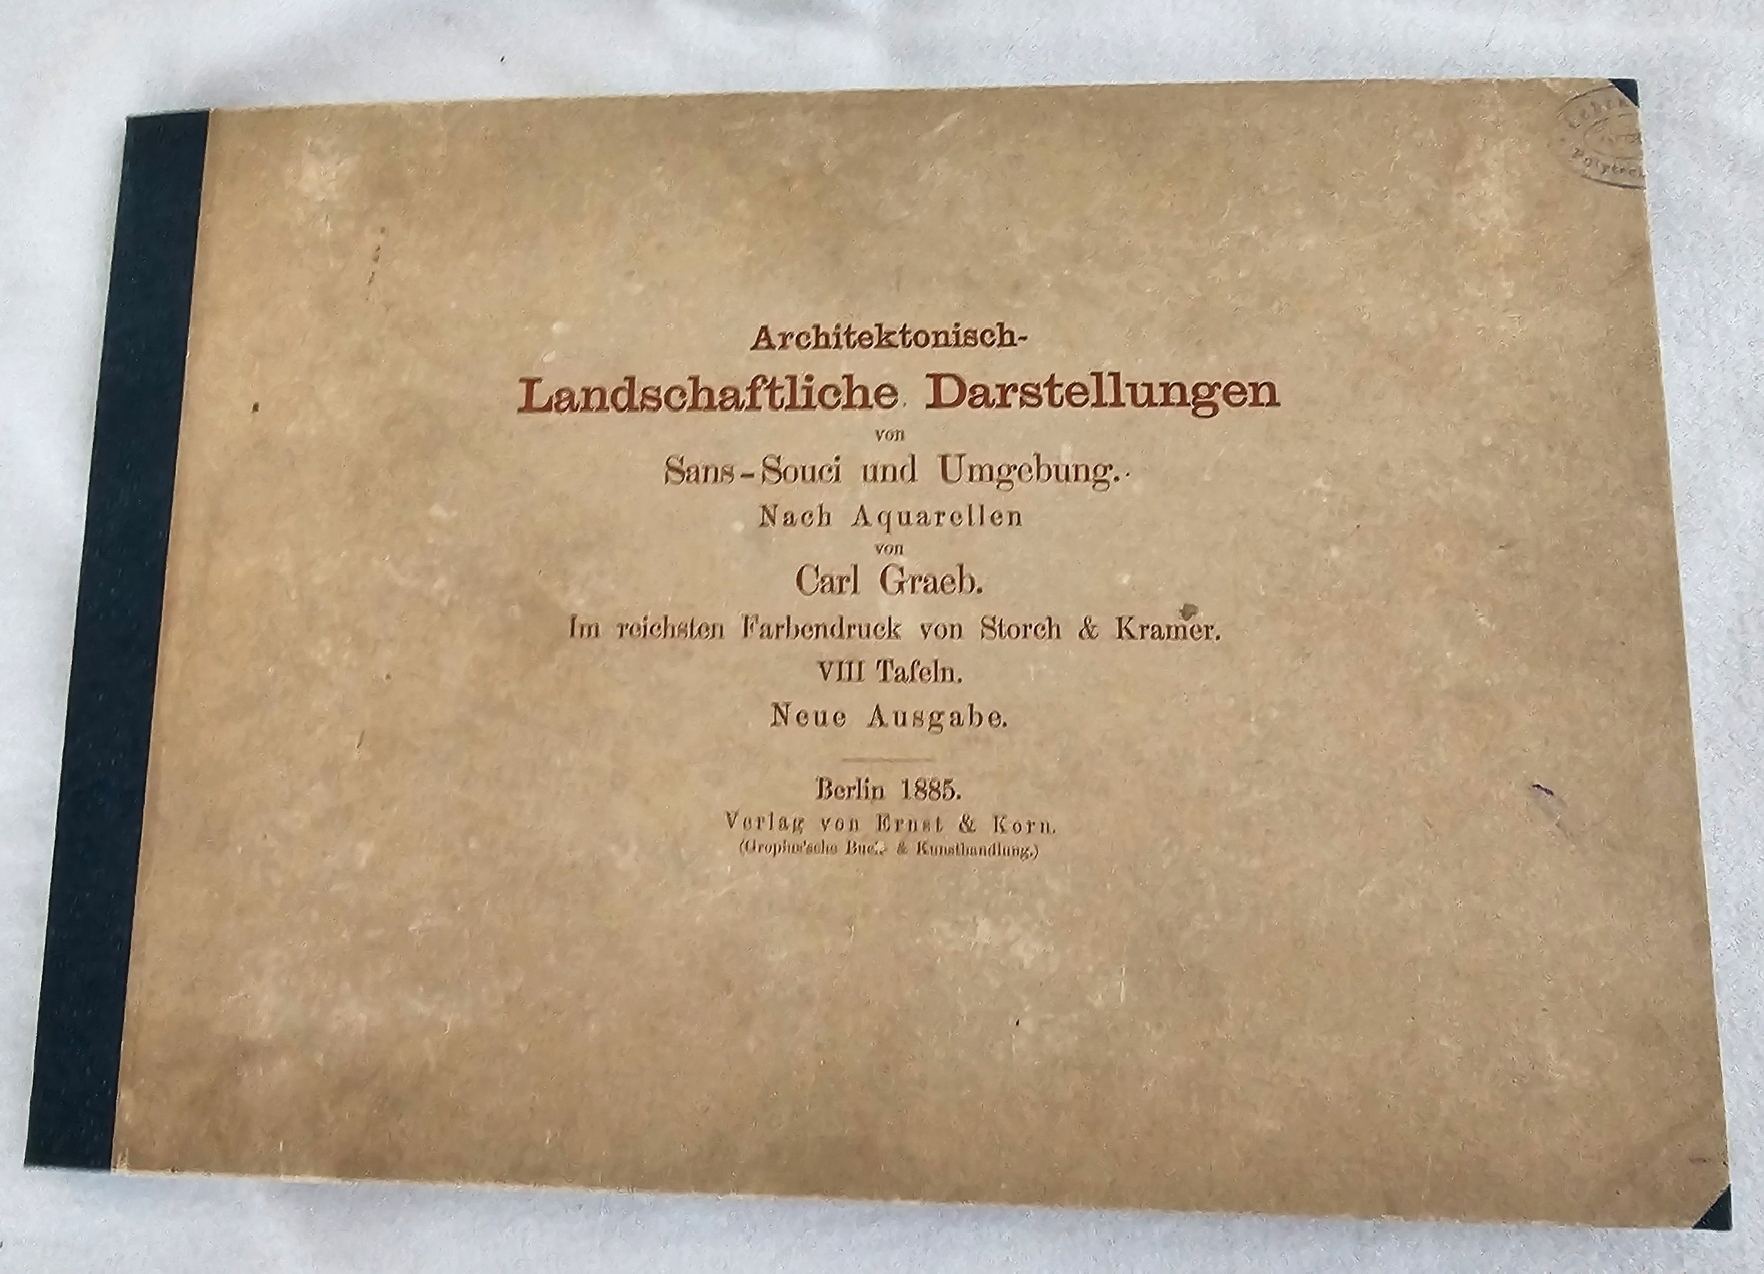 Architektonisch-
Landschaftliche Darstellungen
von
Sans-Souci und Umgebung.
Nach Aquarellen
von
Carl Graeb.
Im reichsten Farbendruck von Storch & Kramer.
VIII Tafeln.
Neue Ausgabe.
Berlin 1885.
Verlag von Ernst & Korn.
(Gropius'sche Buch- & Kunsthandlung.)